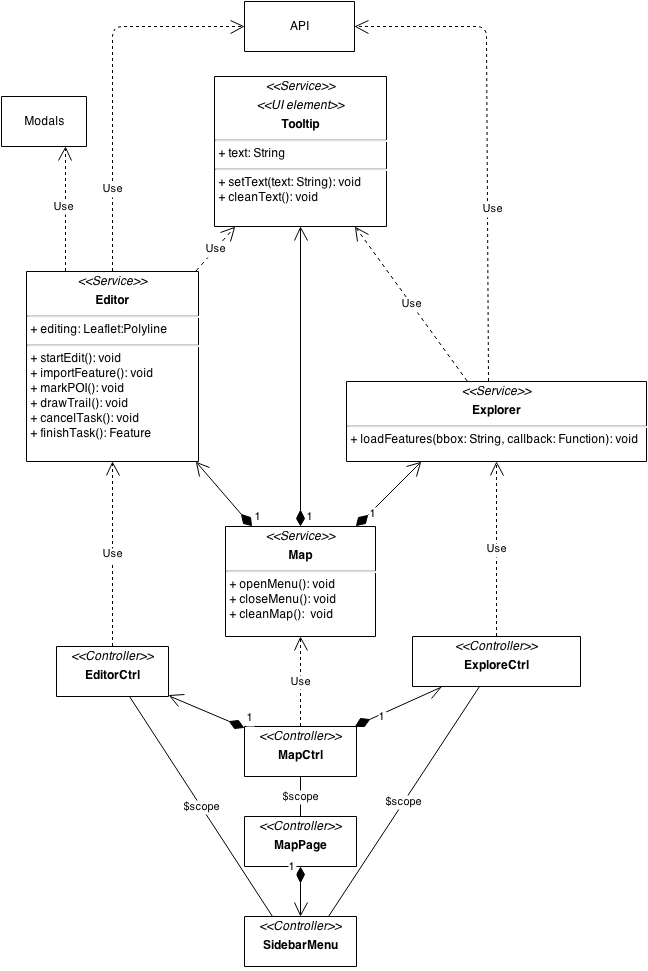 API
<<Service>>
<<UI element>>
Tooltip
+ text: String
+ setText(text: String): void
+ cleanText(): void
Modals
Use
Use
Use
Use
Use
<<Service>>
Editor
+ editing: Leaflet:Polyline
+ startEdit(): void
+ importFeature(): void
+ markPOI(): void
+ drawTrail(): void
+ cancelTask(): void
+ finishTask(): Feature
<<Service>>
Explorer
+ loadFeatures(bbox: String, callback: Function): void
1
1
1
<<Service>>
Map
+ openMenu(): void
+ closeMenu(): void
+ cleanMap():  void
Use
Use
Use
<<Controller>>
EditorCtrl
<<Controller>>
ExploreCtrl
1
1
<<Controller>>
MapCtrl
$scope
$scope
$scope
<<Controller>>
MapPage
1
<<Controller>>
SidebarMenu